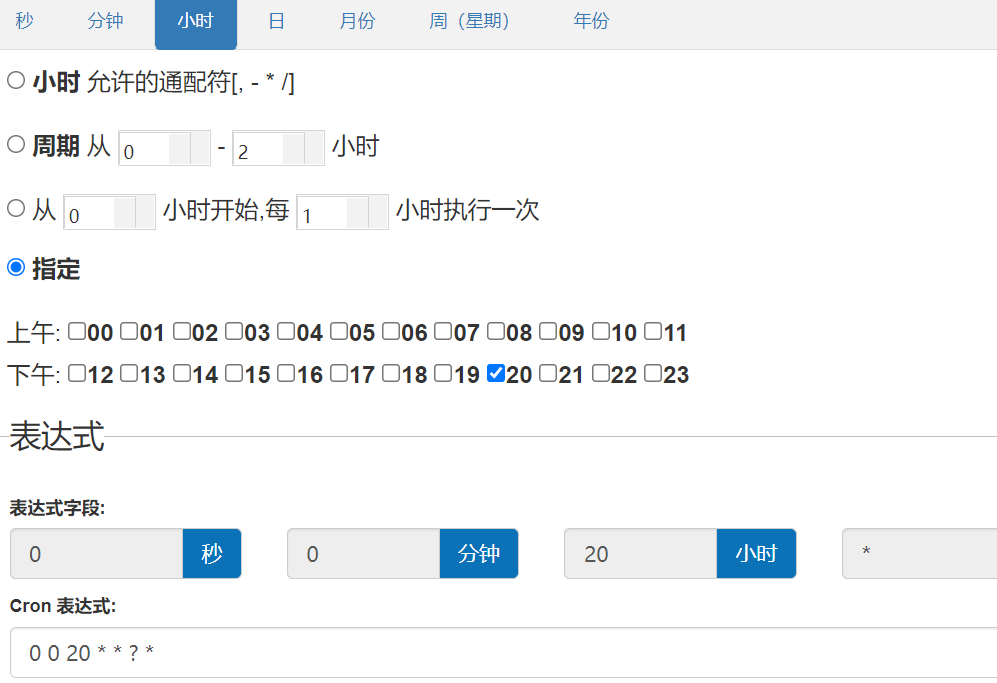 秒 分钟 小时 日 月份 周（星期） 年份
小时 允许的通配符[, - * /]
周期 从 0 - 2 小时
从 0 小时开始,每 1 小时执行一次
指定
上午: 00 01 02 03 04 05 06 07 08 09 10 11
下午: 12 13 14 15 16 17 18 19 20 21 22 23
表达式
表达式字段:
0 秒 0 分钟 20 小时 *
Cron 表达式:
0 0 20 * * ? *